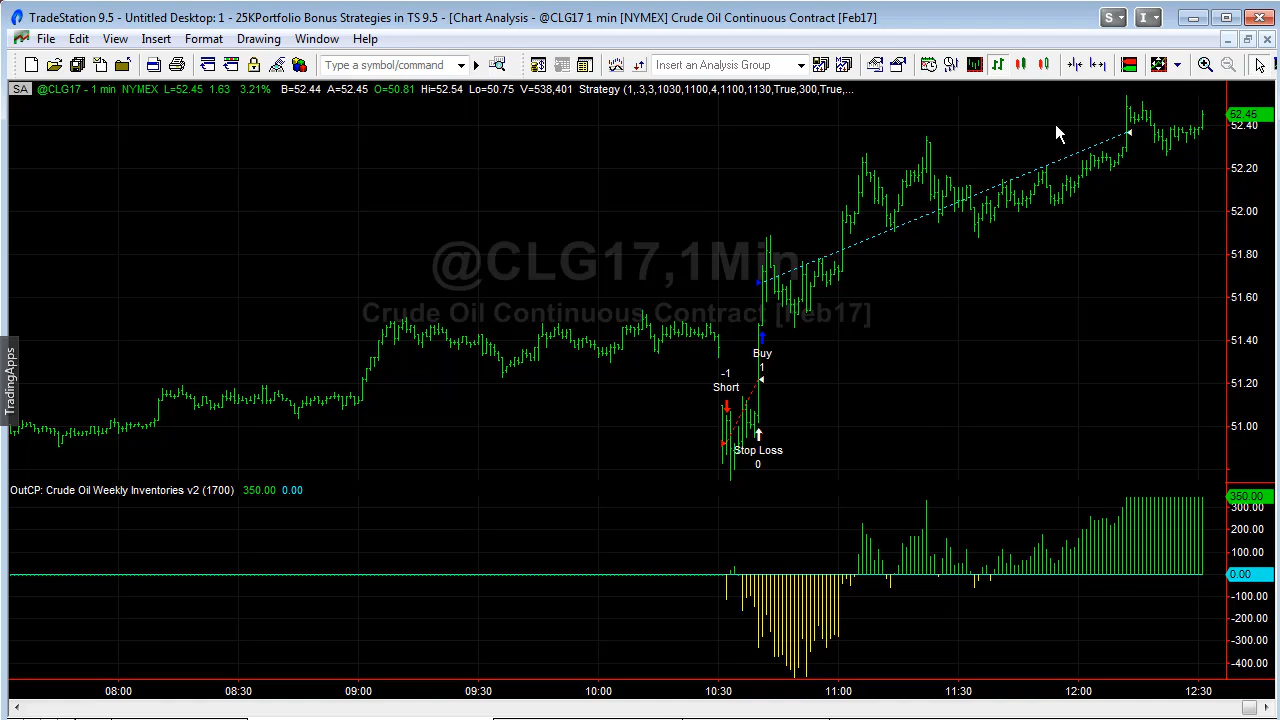 TradeStation 9.5 - Untitled Desktop: 1 - 25KPortfolio Bonus Strategies in TS 9.5 - [Chart Analysis - @CLG17 1 min [NYMEX] Crude Oil Continuous Contract [Feb17]
S
I
File Edit View Insert Format Drawing Window Help
Type a symbol/command
Insert an Analysis Group
SA @CLG17 - 1 min NYMEX L=52.45 1.63 3.21% B=52.44 A=52.45 O=50.81 Hi=52.54 Lo=50.75 V=538,401 Strategy (1,.3,3,1030,1100,4,1100,1130,True,300,True,...
52.45
52.40
52.20
52.00
51.80
51.60
51.40
51.20
51.00
@CLG17,1Min
Crude Oil Continuous Contract [Feb17]
TradingApps
-1
Short
Buy
1
Stop Loss
0
OutCP: Crude Oil Weekly Inventories v2 (1700) 350.00 0.00
350.00
300.00
200.00
100.00
0.00
-100.00
-200.00
-300.00
-400.00
08:00 08:30 09:00 09:30 10:00 10:30 11:00 11:30 12:00 12:30